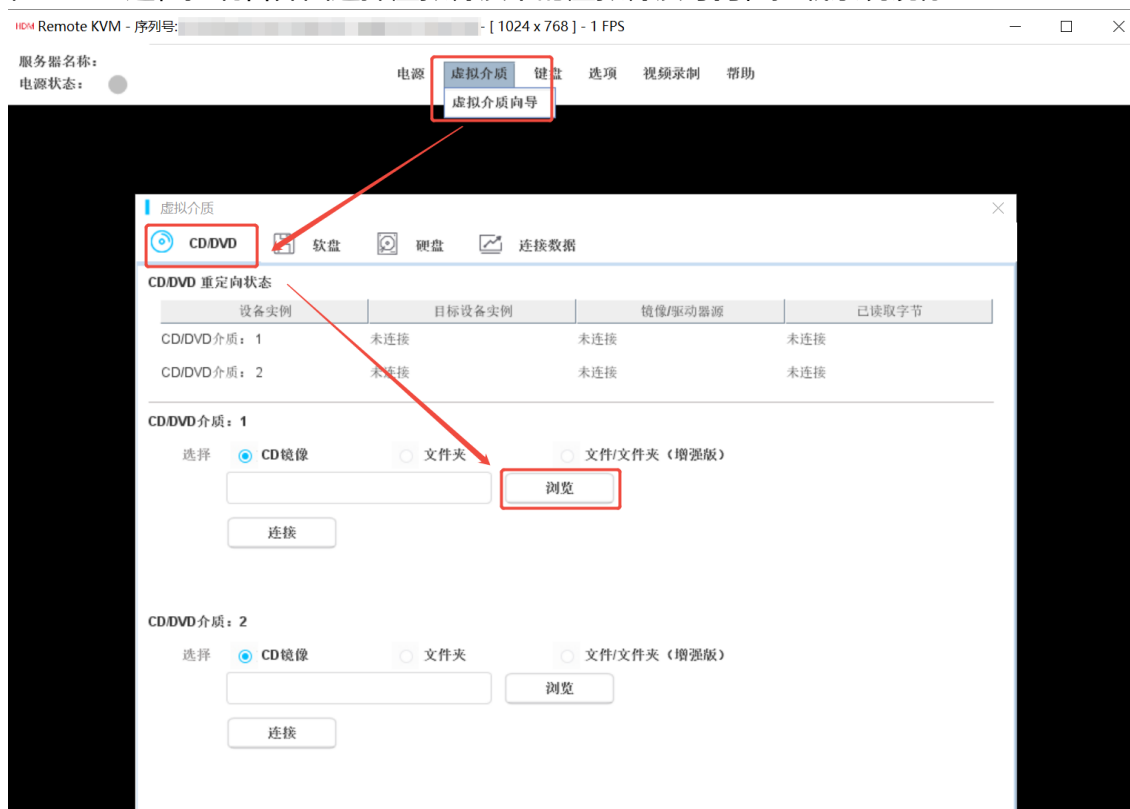 HDM Remote KVM - 序列号: - [ 1024 x 768 ] - 1 FPS
服务器名称:
电源状态:
电源 虚拟介质 键盘 选项 视频录制 帮助
虚拟介质向导
虚拟介质
CD/DVD 软盘 硬盘 连接数据
CD/DVD 重定向状态
设备实例 目标设备实例 镜像/驱动器源 已读取字节
CD/DVD介质: 1 未连接 未连接 未连接
CD/DVD介质: 2 未连接 未连接 未连接
CD/DVD介质: 1
选择 CD镜像 文件夹 文件/文件夹（增强版）
浏览
连接
CD/DVD介质: 2
选择 CD镜像 文件夹 文件/文件夹（增强版）
浏览
连接